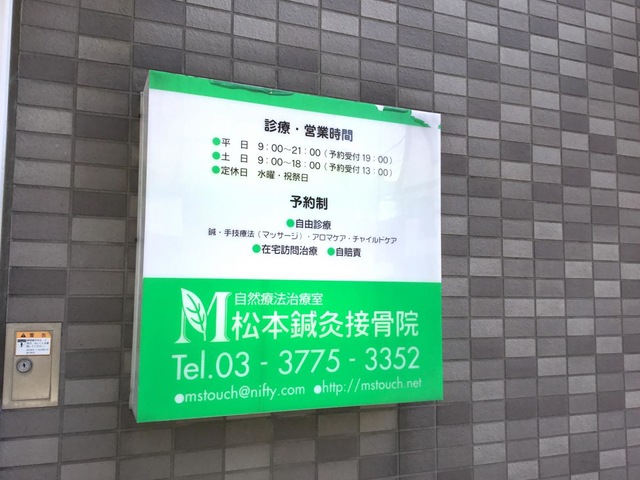 診療・営業時間
●平 日 9:00〜21:00(予約受付19:00)
●土 日 9:00〜18:00(予約受付13:00)
●定休日 水曜・祝祭日
予約制
●自由診療
鍼・手技療法(マッサージ)・アロマケア・チャイルドケア
●在宅訪問治療 ●自賠責
自然療法治療室
M 松本鍼灸接骨院
Tel.03 - 3775 - 3352
●mstouch@nifty.com ●http://mstouch.net